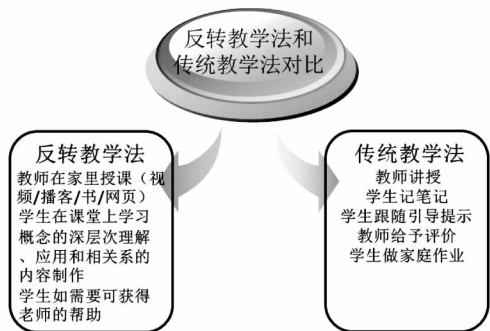 反转教学法和
传统教学法对比
反转教学法
教师在家里授课（视
频/播客/书/网页）
学生在课堂上学习
概念的深层次理解
、应用和相关系的
内容制作
学生如需要可获得
老师的帮助
传统教学法
教师讲授
学生记笔记
学生跟随引导提示
教师给予评价
学生做家庭作业